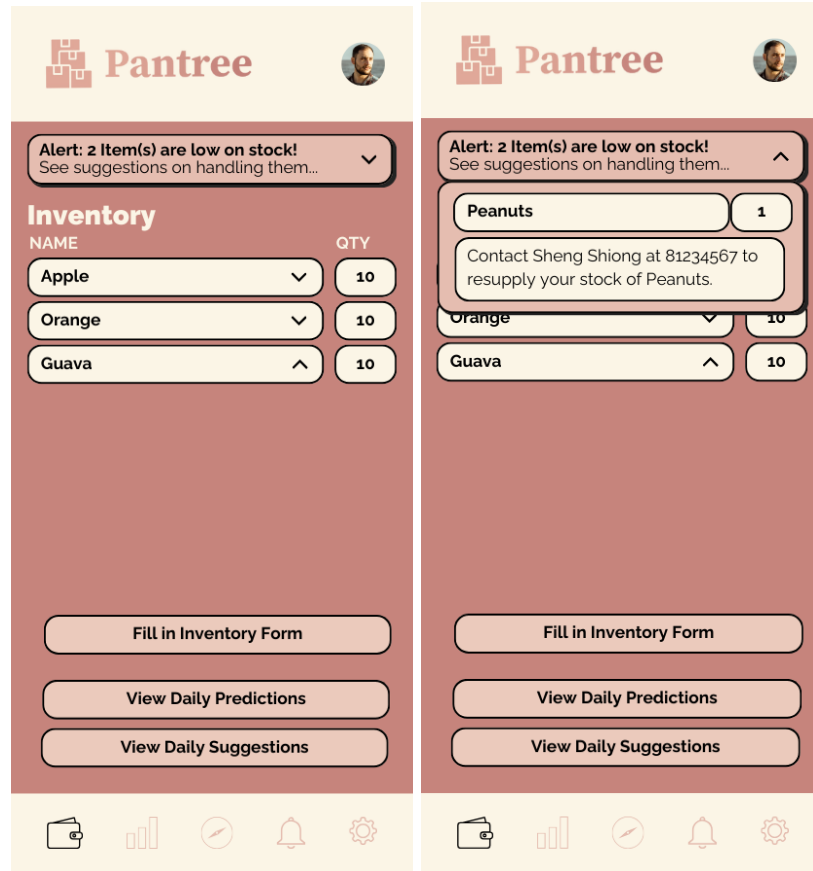 Pantree
Alert: 2 Item(s) are low on stock!
See suggestions on handling them...
Inventory
NAME QTY
Apple 10
Orange 10
Guava 10
Fill in Inventory Form
View Daily Predictions
View Daily Suggestions
Pantree
Alert: 2 Item(s) are low on stock!
See suggestions on handling them...
Peanuts 1
Contact Sheng Shiong at 81234567 to
resupply your stock of Peanuts.
Orange 10
Guava 10
Fill in Inventory Form
View Daily Predictions
View Daily Suggestions